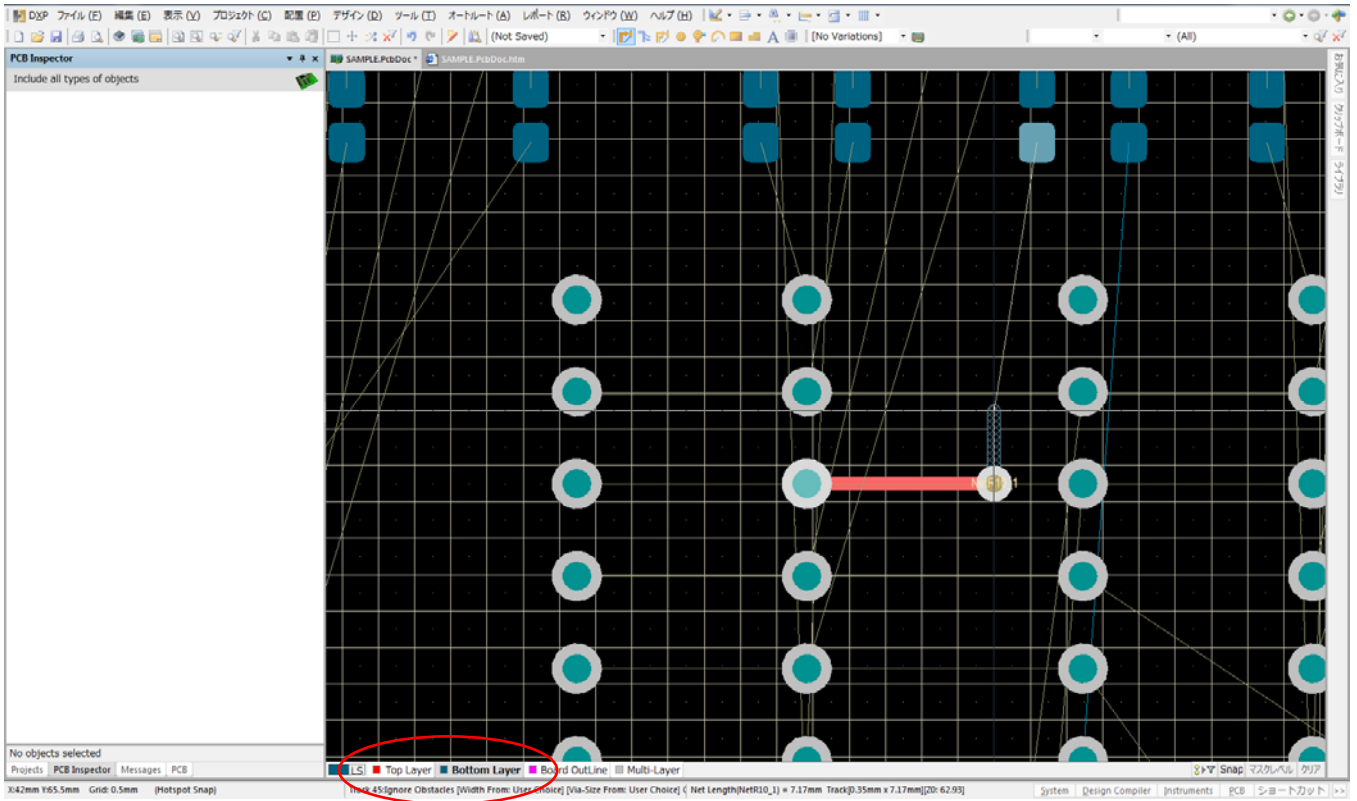 DXP ファイル (F) 編集 (E) 表示 (V) プロジェクト (C) 配置 (P) デザイン (D) ツール (T) オートルート (A) レポート (R) ウィンドウ (W) ヘルプ (H)
(Not Saved) [No Variations] (All)
PCB Inspector
SAMPLE.PcbDoc * SAMPLE.PcbDoc.htm
Include all types of objects
お気に入り クリップボード ライブラリ
1
No objects selected
Projects PCB Inspector Messages PCB
LS Top Layer Bottom Layer Board OutLine Multi-Layer
Snap マスクレベル クリア
X:42mm Y:65.5mm Grid: 0.5mm (Hotspot Snap)
Track 45:Ignore Obstacles [Width From: User Choice] [Via-Size From: User Choice] ( Net Length(NetR10_1) = 7.17mm Track[0.35mm x 7.17mm][Z0: 62.93]
System Design Compiler Instruments PCB ショートカット >>